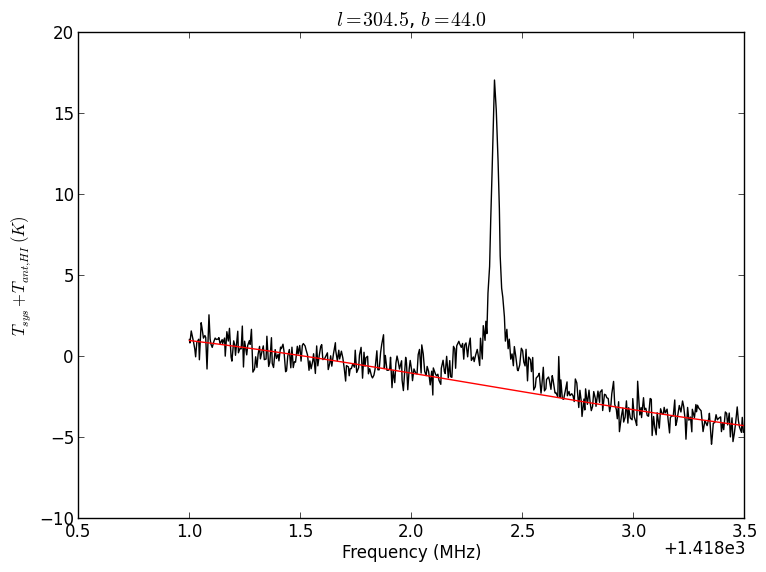 l = 304.5, b = 44.0
20
15
10
5
0
−5
−10
T_sys + T_ant,HI (K)
0.5 1.0 1.5 2.0 2.5 3.0 3.5
+1.418e3
Frequency (MHz)